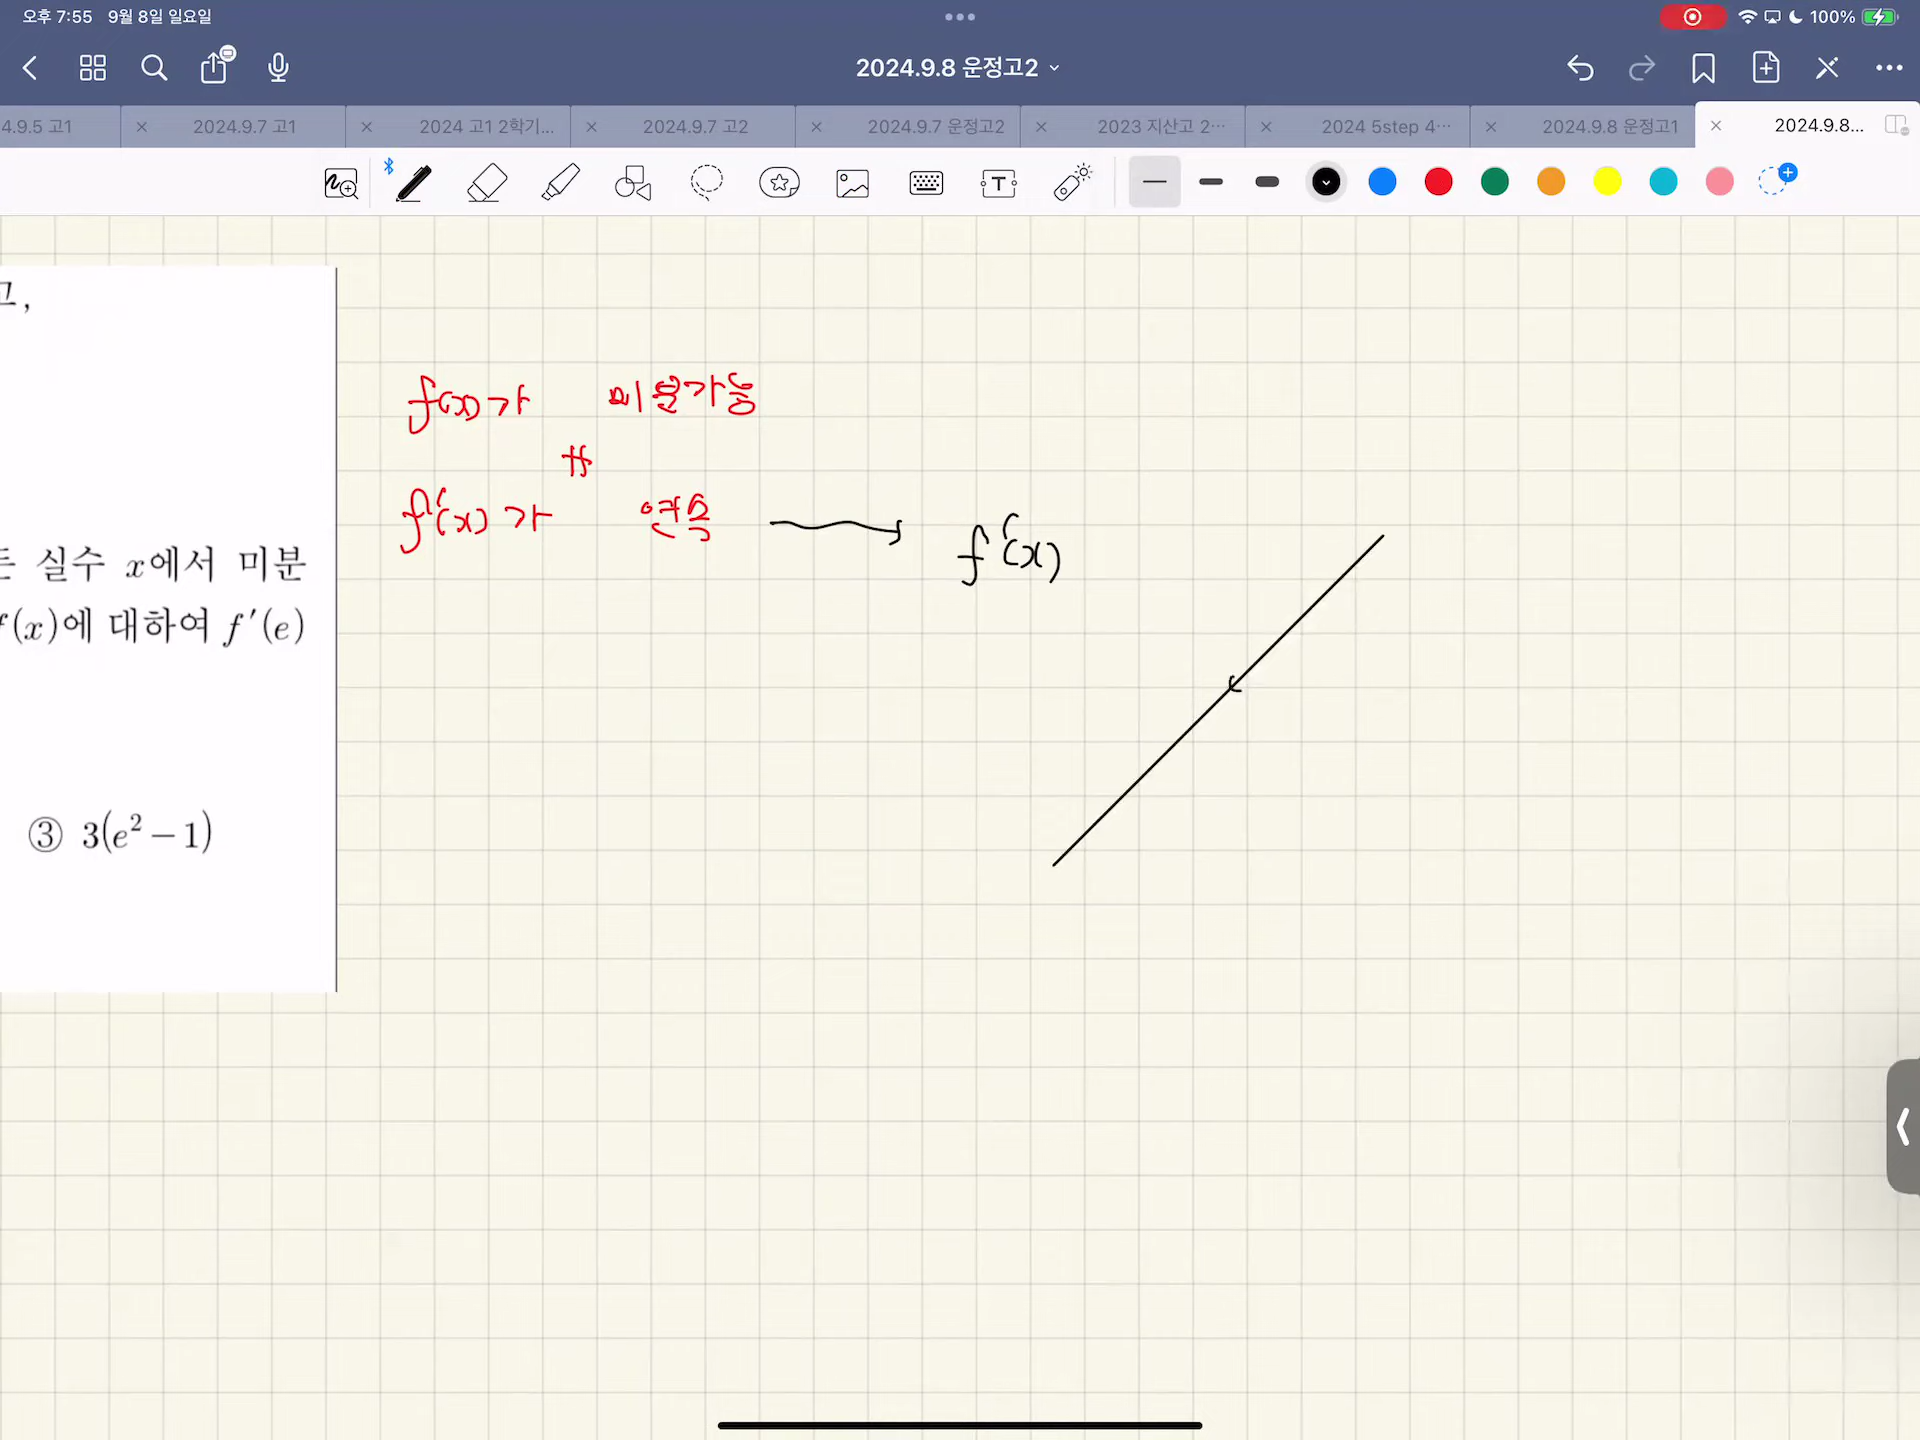 오후 7:55 9월 8일 일요일
100%
2024.9.8 운정고2
4.9.5 고1
2024.9.7 고1
2024 고1 2학기...
2024.9.7 고2
2024.9.7 운정고2
2023 지산고 2...
2024 5step 4...
2024.9.8 운정고1
2024.9.8...
고,
f(x)가 미분가능
f'(x)가 연속
f'(x)
든 실수 x에서 미분
f(x)에 대하여 f'(e)
③ 3(e²-1)